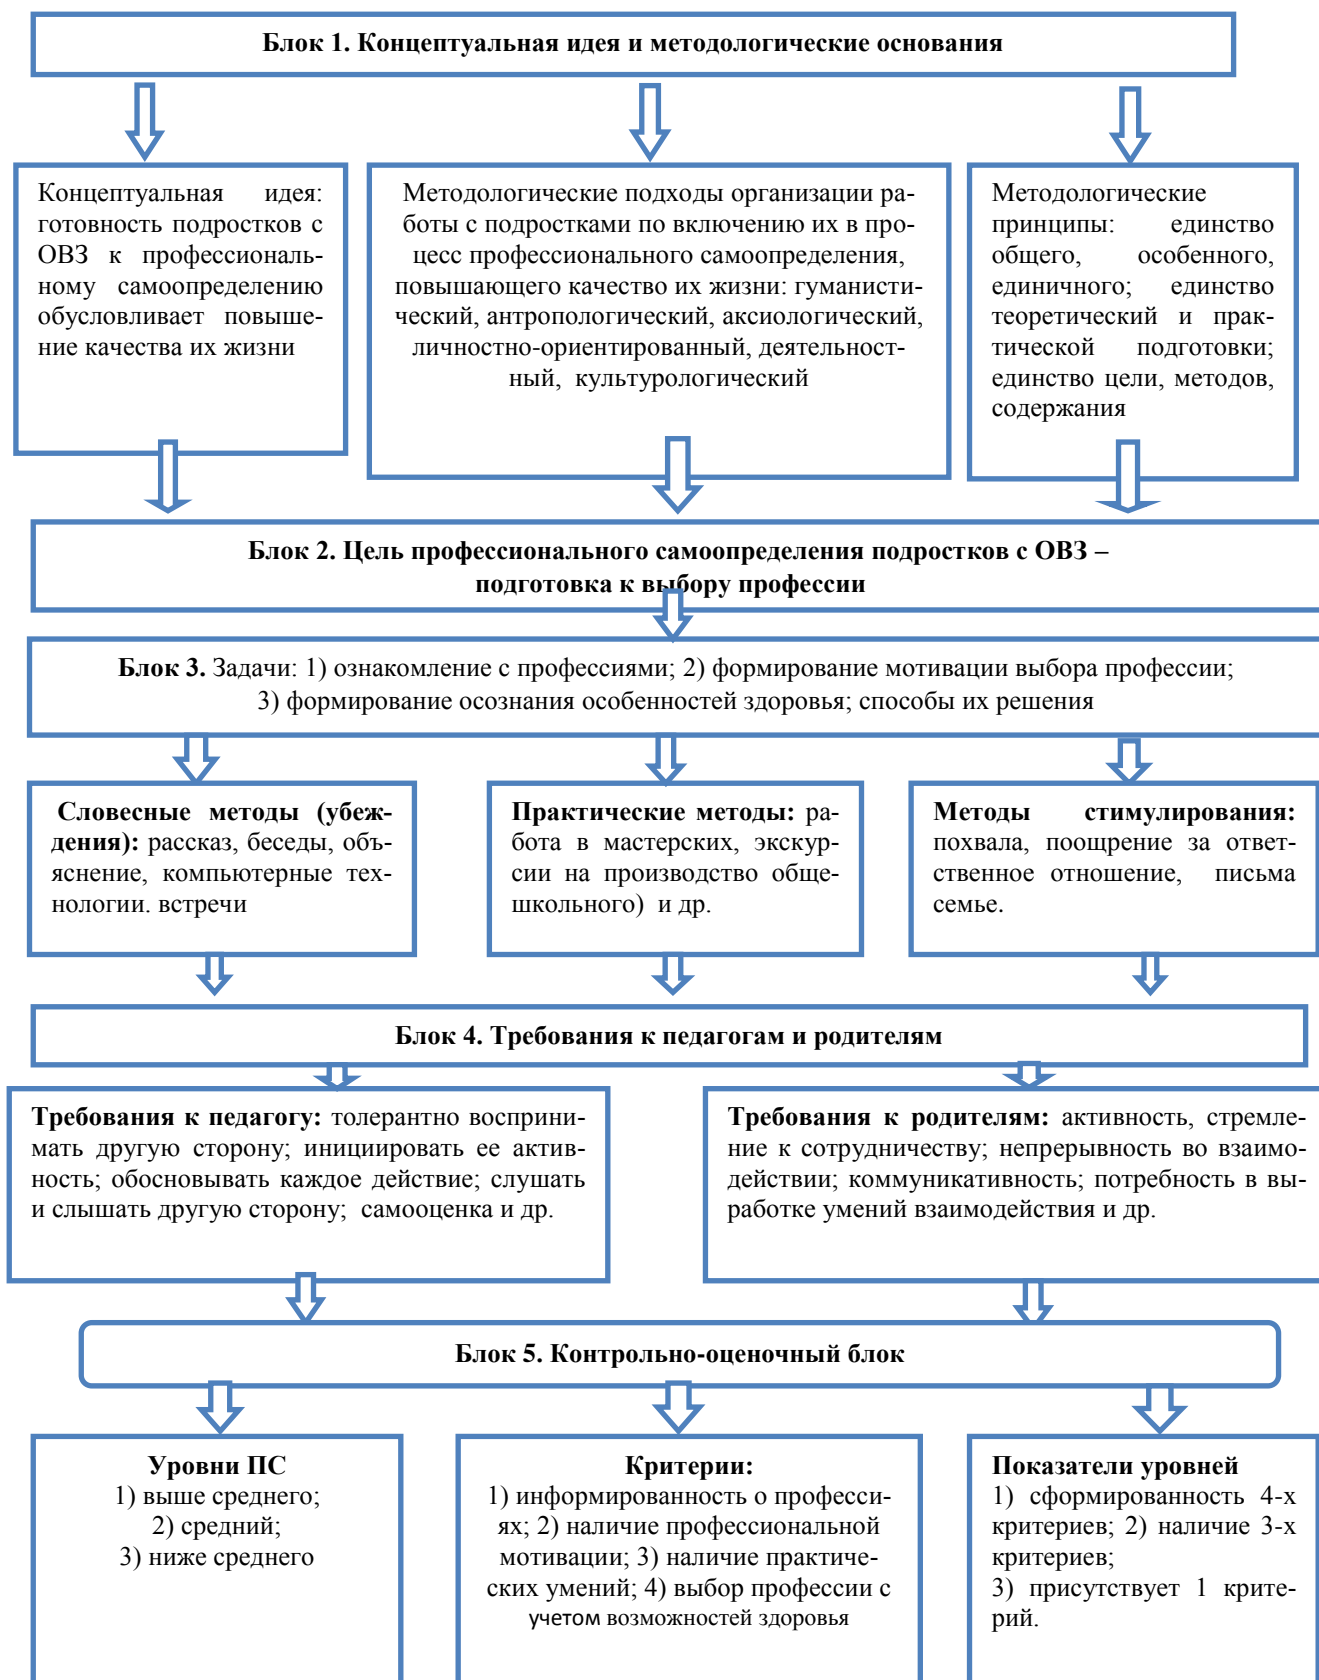 Блок 1. Концептуальная идея и методологические основания
Концептуальная идея:
готовность подростков с
ОВЗ к профессиональ-
ному самоопределению
обусловливает повыше-
ние качества их жизни
Методологические подходы организации ра-
боты с подростками по включению их в про-
цесс профессионального самоопределения,
повышающего качество их жизни: гуманисти-
ческий, антропологический, аксиологический,
личностно-ориентированный, деятельност-
ный, культурологический
Методологические
принципы: единство
общего, особенного,
единичного; единство
теоретический и прак-
тической подготовки;
единство цели, методов,
содержания
Блок 2. Цель профессионального самоопределения подростков с ОВЗ –
подготовка к выбору профессии
Блок 3. Задачи: 1) ознакомление с профессиями; 2) формирование мотивации выбора профессии;
3) формирование осознания особенностей здоровья; способы их решения
Словесные методы (убеж-
дения): рассказ, беседы, объ-
яснение, компьютерные тех-
нологии. встречи
Практические методы: ра-
бота в мастерских, экскур-
сии на производство обще-
школьного) и др.
Методы стимулирования:
похвала, поощрение за ответ-
ственное отношение, письма
семье.
Блок 4. Требования к педагогам и родителям
Требования к педагогу: толерантно восприни-
мать другую сторону; инициировать ее актив-
ность; обосновывать каждое действие; слушать
и слышать другую сторону; самооценка и др.
Требования к родителям: активность, стремле-
ние к сотрудничеству; непрерывность во взаимо-
действии; коммуникативность; потребность в вы-
работке умений взаимодействия и др.
Блок 5. Контрольно-оценочный блок
Уровни ПС
1) выше среднего;
2) средний;
3) ниже среднего
Критерии:
1) информированность о професси-
ях; 2) наличие профессиональной
мотивации; 3) наличие практиче-
ских умений; 4) выбор профессии с
учетом возможностей здоровья
Показатели уровней
1) сформированность 4-х
критериев; 2) наличие 3-х
критериев;
3) присутствует 1 крите-
рий.